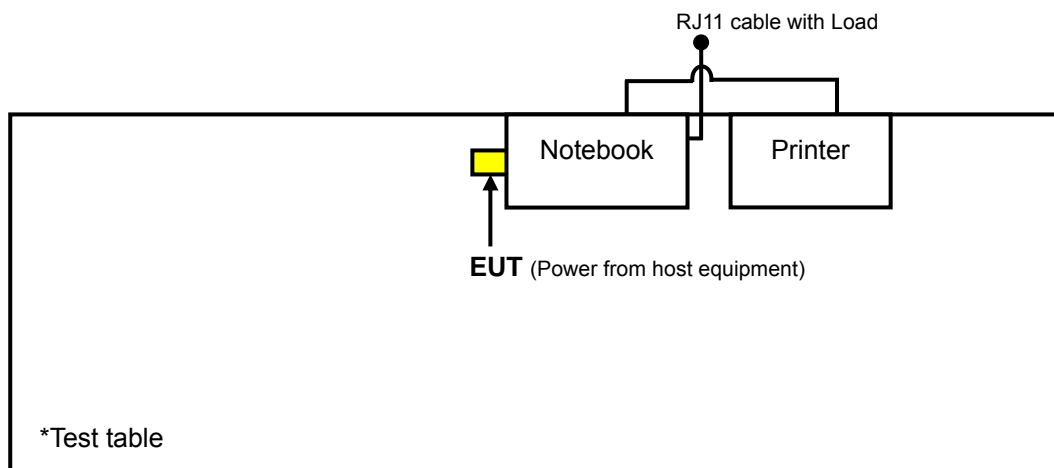 RJ11 cable with Load
Notebook
Printer
EUT (Power from host equipment)
*Test table